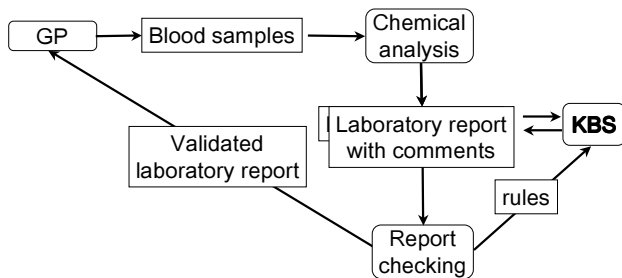 GP
Blood samples
Chemical
analysis
Laboratory report
with comments
KBS
Validated
laboratory report
rules
Report
checking